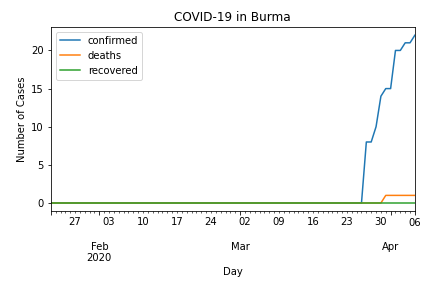 COVID-19 in Burma
confirmed
deaths
recovered
Number of Cases
20
15
10
5
0
27 03 10 17 24 02 09 16 23 30 06
Feb Mar Apr
2020
Day